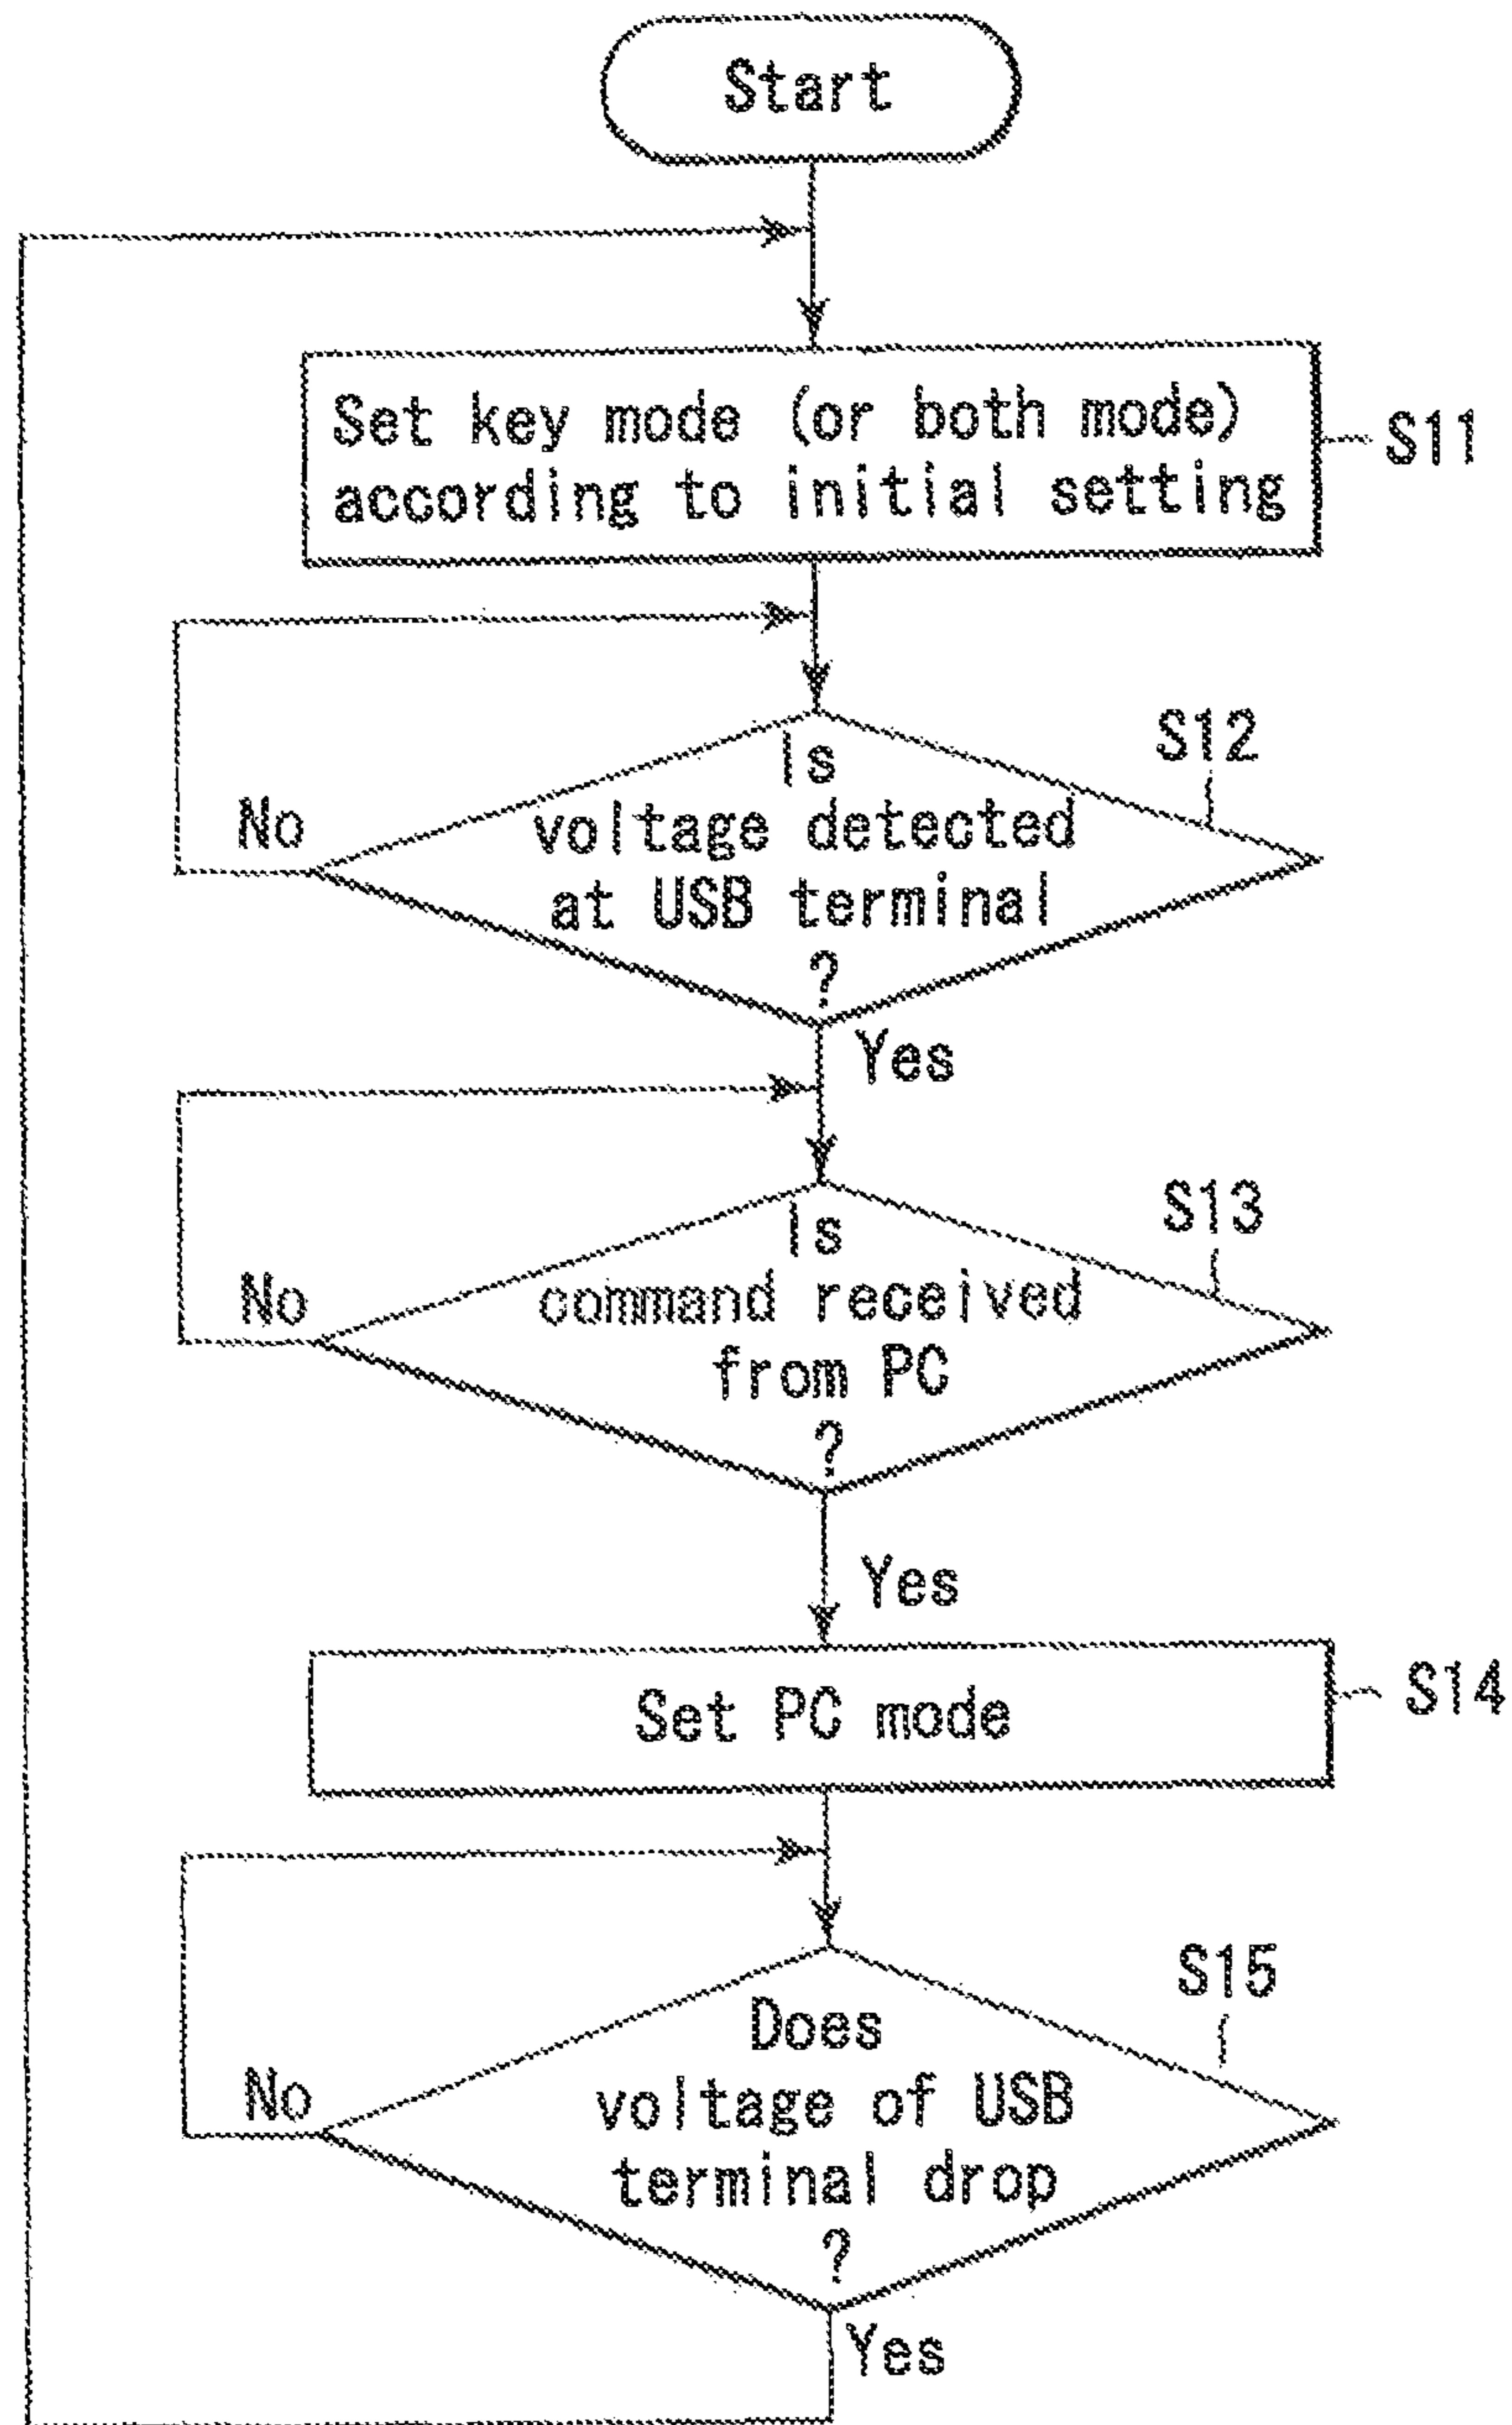 Start
Set key mode (or both mode)
according to initial setting
S11
S12
Is
voltage detected
at USB terminal
?
No
Yes
S13
Is
command received
from PC
?
No
Yes
Set PC mode
S14
S15
Does
voltage of USB
terminal drop
?
No
Yes